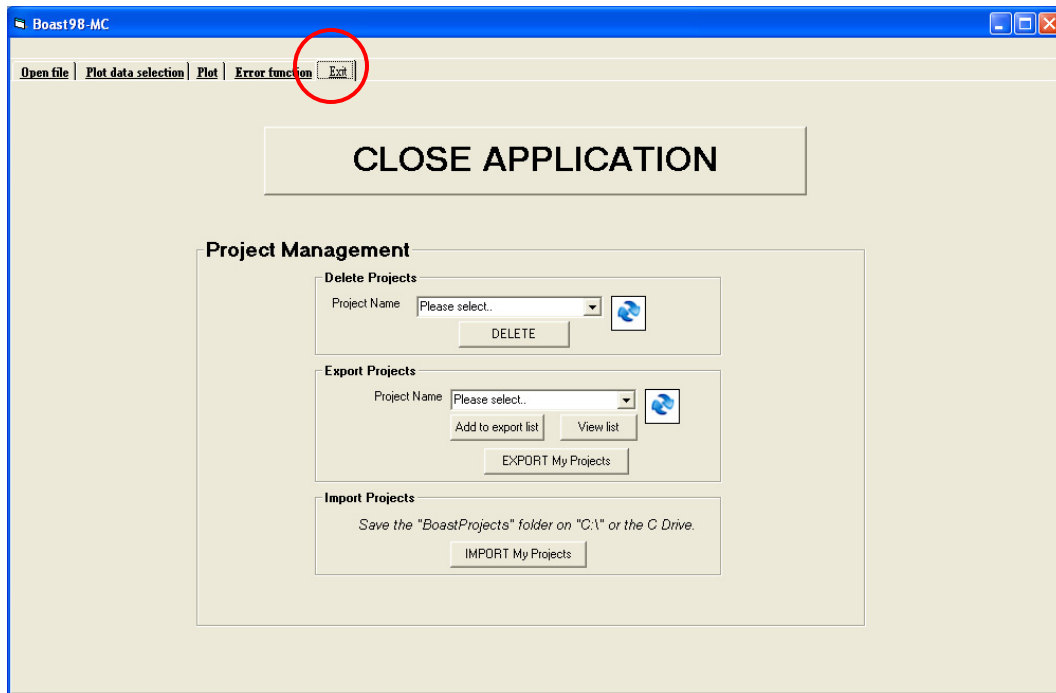 Boast98-MC
Open file Plot data selection Plot Error function Exit
CLOSE APPLICATION
Project Management
Delete Projects
Project Name Please select..
DELETE
Export Projects
Project Name Please select..
Add to export list View list
EXPORT My Projects
Import Projects
Save the "BoastProjects" folder on "C:\" or the C Drive.
IMPORT My Projects